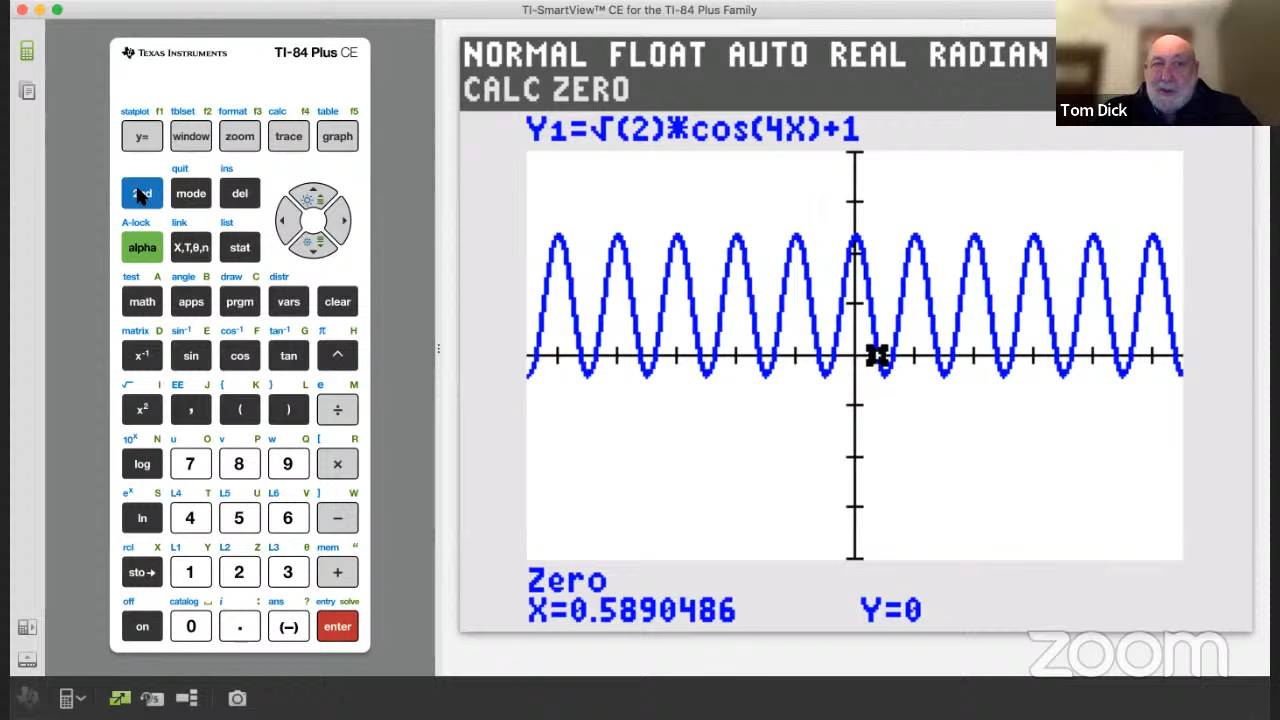 TI-SmartView™ CE for the TI-84 Plus Family
TEXAS INSTRUMENTS TI-84 Plus CE
statplot f1 tblset f2 format f3 calc f4 table f5
y= window zoom trace graph
quit ins
2nd mode del
A-lock link list
alpha X,T,θ,n stat
test A angle B draw C distr
math apps prgm vars clear
matrix D sin⁻¹ E cos⁻¹ F tan⁻¹ G π H
x⁻¹ sin cos tan ^
√ I EE J { K } L e M
x² , ( ) ÷
10ˣ N u O v P w Q [ R
log 7 8 9 ×
eˣ S L4 T L5 U L6 V ] W
ln 4 5 6 −
rcl X L1 Y L2 Z L3 θ mem “
sto→ 1 2 3 +
off catalog ⎵ i : ans ? entry solve
on 0 . (−) enter
NORMAL FLOAT AUTO REAL RADIAN
CALC ZERO
Y1=√(2)*cos(4X)+1
Zero
X=0.5890486 Y=0
Tom Dick
zoom